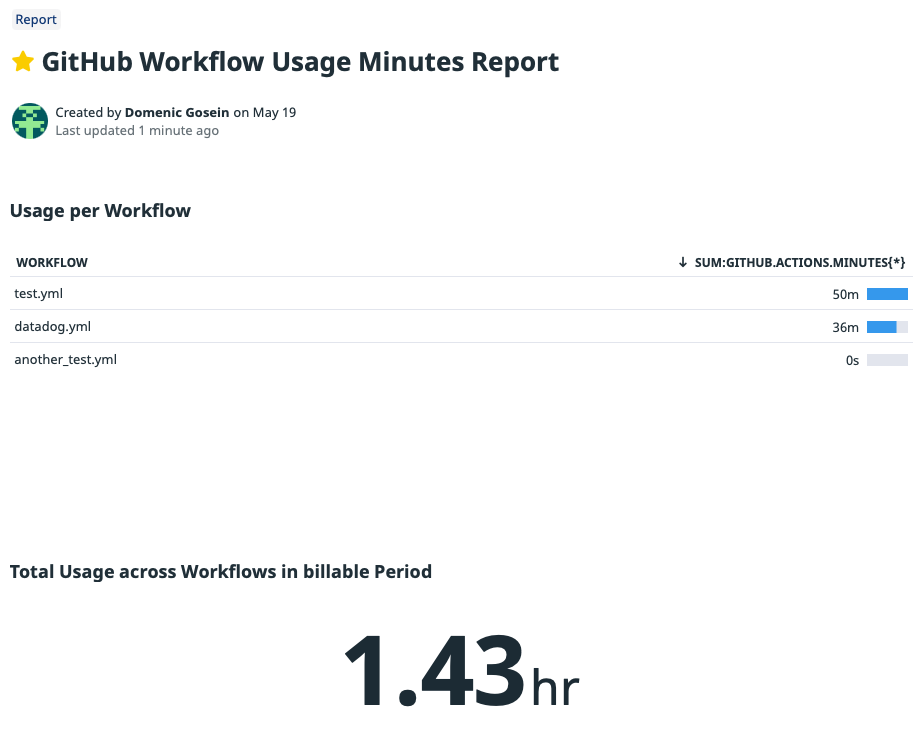 Report
GitHub Workflow Usage Minutes Report
Created by Domenic Gosein on May 19
Last updated 1 minute ago
Usage per Workflow
WORKFLOW ↓ SUM:GITHUB.ACTIONS.MINUTES{*}
test.yml 50m
datadog.yml 36m
another_test.yml 0s
Total Usage across Workflows in billable Period
1.43hr